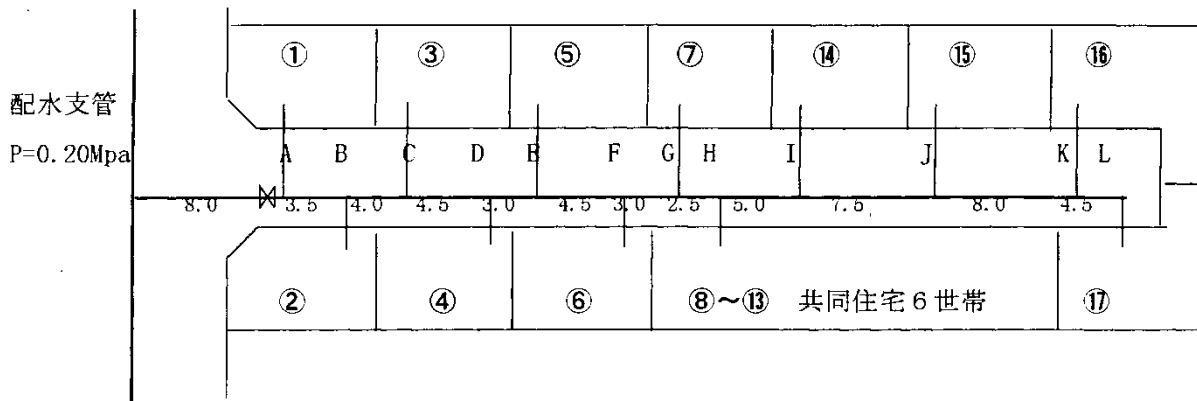 ① ③ ⑤ ⑦ ⑭ ⑮ ⑯
配水支管
P=0.20Mpa
A B C D E F G H I J K L
8.0 3.5 4.0 4.5 3.0 4.5 3.0 2.5 5.0 7.5 8.0 4.5
② ④ ⑥ ⑧～⑬ 共同住宅6世帯 ⑰